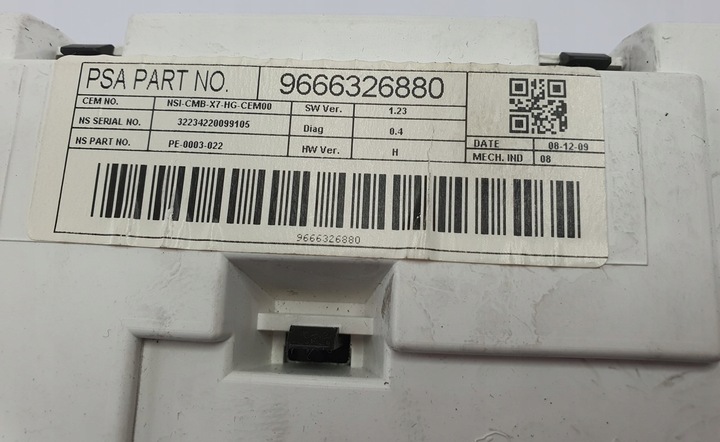 PSA PART NO. 9666326880
CEM NO. NSI-CMB-X7-HG-CEM00 SW Ver. 1.23
NS SERIAL NO. 32234220099105 Diag 0.4
NS PART NO. PE-0003-022 HW Ver. H
DATE 08-12-09
MECH. IND 08
9666326880